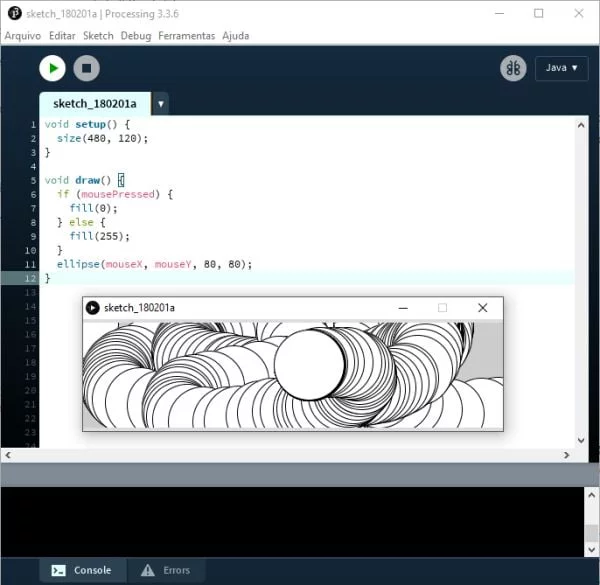 sketch_180201a | Processing 3.3.6
Arquivo Editar Sketch Debug Ferramentas Ajuda
Java ▾
sketch_180201a ▾
1 void setup() {
2   size(480, 120);
3 }
4
5 void draw() {
6   if (mousePressed) {
7     fill(0);
8   } else {
9     fill(255);
10   }
11   ellipse(mouseX, mouseY, 80, 80);
12 }
13
14
sketch_180201a
15
16
17
18
19
20
21
22
23
24
Console
Errors